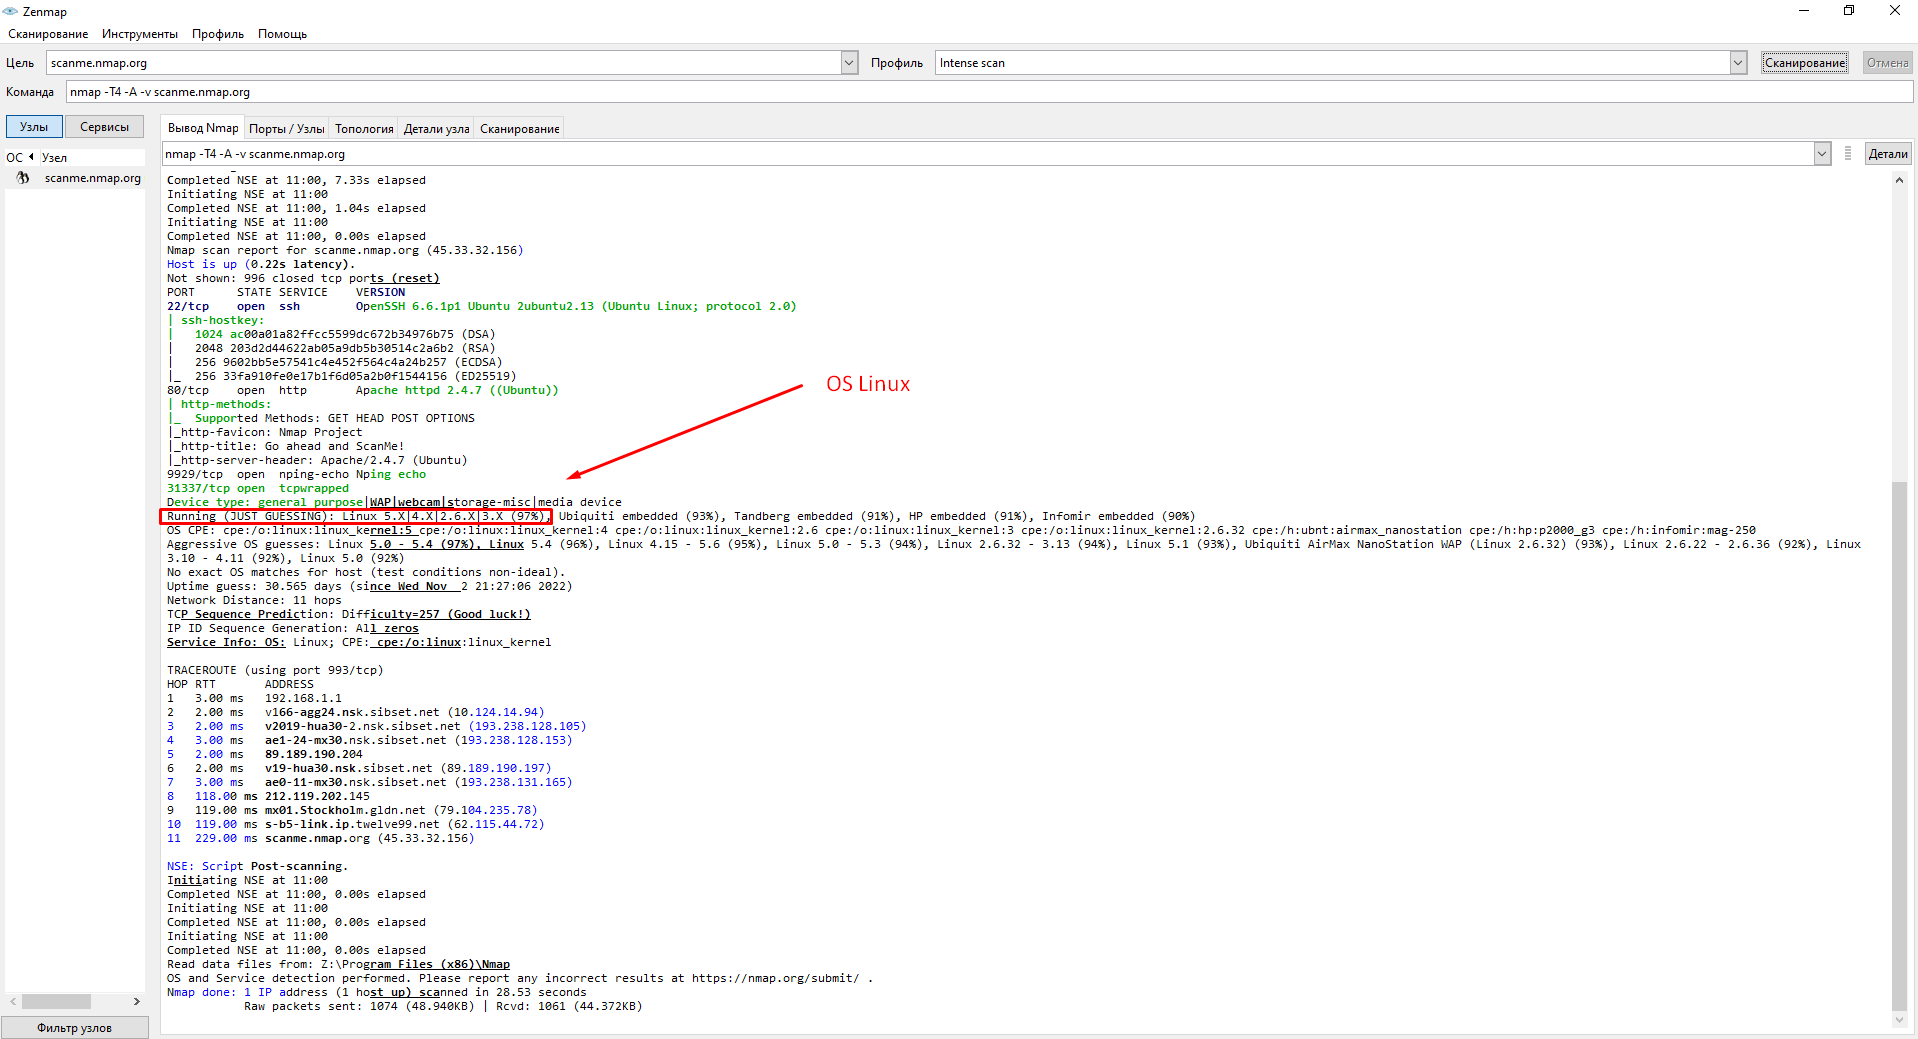 Zenmap
Сканирование Инструменты Профиль Помощь
Цель scanme.nmap.org Профиль Intense scan Сканирование Отмена
Команда nmap -T4 -A -v scanme.nmap.org
Узлы Сервисы Вывод Nmap Порты / Узлы Топология Детали узла Сканирование
ОС Узел
scanme.nmap.org
nmap -T4 -A -v scanme.nmap.org Детали
Completed NSE at 11:00, 7.33s elapsed
Initiating NSE at 11:00
Completed NSE at 11:00, 1.04s elapsed
Initiating NSE at 11:00
Completed NSE at 11:00, 0.00s elapsed
Nmap scan report for scanme.nmap.org (45.33.32.156)
Host is up (0.22s latency).
Not shown: 996 closed tcp ports (reset)
PORT STATE SERVICE VERSION
22/tcp open ssh OpenSSH 6.6.1p1 Ubuntu 2ubuntu2.13 (Ubuntu Linux; protocol 2.0)
| ssh-hostkey:
| 1024 ac00a01a82ffcc5599dc672b34976b75 (DSA)
| 2048 203d2d44622ab05a9db5b30514c2a6b2 (RSA)
| 256 9602bb5e57541c4e452f564c4a24b257 (ECDSA)
|_ 256 33fa910fe0e17b1f6d05a2b0f1544156 (ED25519)
80/tcp open http Apache httpd 2.4.7 ((Ubuntu))
| http-methods:
|_ Supported Methods: GET HEAD POST OPTIONS
|_http-favicon: Nmap Project
|_http-title: Go ahead and ScanMe!
|_http-server-header: Apache/2.4.7 (Ubuntu)
9929/tcp open nping-echo Nping echo
31337/tcp open tcpwrapped
Device type: general purpose|WAP|webcam|storage-misc|media device
Running (JUST GUESSING): Linux 5.X|4.X|2.6.X|3.X (97%), Ubiquiti embedded (93%), Tandberg embedded (91%), HP embedded (91%), Infomir embedded (90%)
OS CPE: cpe:/o:linux:linux_kernel:5 cpe:/o:linux:linux_kernel:4 cpe:/o:linux:linux_kernel:2.6 cpe:/o:linux:linux_kernel:3 cpe:/o:linux:linux_kernel:2.6.32 cpe:/h:ubnt:airmax_nanostation cpe:/h:hp:p2000_g3 cpe:/h:infomir:mag-250
Aggressive OS guesses: Linux 5.0 - 5.4 (97%), Linux 5.4 (96%), Linux 4.15 - 5.6 (95%), Linux 5.0 - 5.3 (94%), Linux 2.6.32 - 3.13 (94%), Linux 5.1 (93%), Ubiquiti AirMax NanoStation WAP (Linux 2.6.32) (93%), Linux 2.6.22 - 2.6.36 (92%), Linux
3.10 - 4.11 (92%), Linux 5.0 (92%)
No exact OS matches for host (test conditions non-ideal).
Uptime guess: 30.565 days (since Wed Nov  2 21:27:06 2022)
Network Distance: 11 hops
TCP Sequence Prediction: Difficulty=257 (Good luck!)
IP ID Sequence Generation: All zeros
Service Info: OS: Linux; CPE: cpe:/o:linux:linux_kernel
TRACEROUTE (using port 993/tcp)
HOP RTT ADDRESS
1 3.00 ms 192.168.1.1
2 2.00 ms v166-agg24.nsk.sibset.net (10.124.14.94)
3 2.00 ms v2019-hua30-2.nsk.sibset.net (193.238.128.105)
4 3.00 ms ae1-24-mx30.nsk.sibset.net (193.238.128.153)
5 2.00 ms 89.189.190.204
6 2.00 ms v19-hua30.nsk.sibset.net (89.189.190.197)
7 3.00 ms ae0-11-mx30.nsk.sibset.net (193.238.131.165)
8 118.00 ms 212.119.202.145
9 119.00 ms mx01.Stockholm.gldn.net (79.104.235.78)
10 119.00 ms s-b5-link.ip.twelve99.net (62.115.44.72)
11 229.00 ms scanme.nmap.org (45.33.32.156)
NSE: Script Post-scanning.
Initiating NSE at 11:00
Completed NSE at 11:00, 0.00s elapsed
Initiating NSE at 11:00
Completed NSE at 11:00, 0.00s elapsed
Initiating NSE at 11:00
Completed NSE at 11:00, 0.00s elapsed
Read data files from: Z:\Program Files (x86)\Nmap
OS and Service detection performed. Please report any incorrect results at https://nmap.org/submit/ .
Nmap done: 1 IP address (1 host up) scanned in 28.53 seconds
Raw packets sent: 1074 (48.940KB) | Rcvd: 1061 (44.372KB)
OS Linux
Фильтр узлов